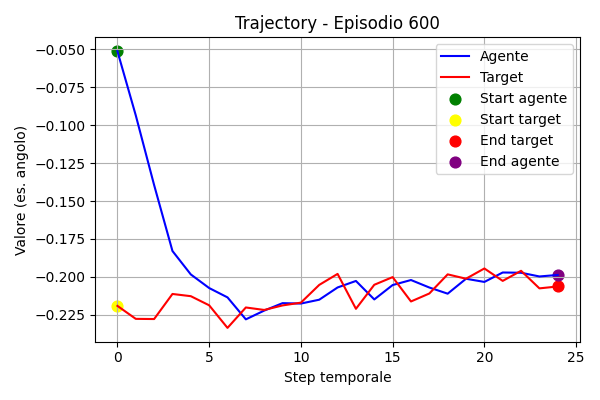 Trajectory - Episodio 600
Valore (es. angolo)
−0.050
−0.075
−0.100
−0.125
−0.150
−0.175
−0.200
−0.225
Agente
Target
Start agente
Start target
End target
End agente
0
5
10
15
20
25
Step temporale